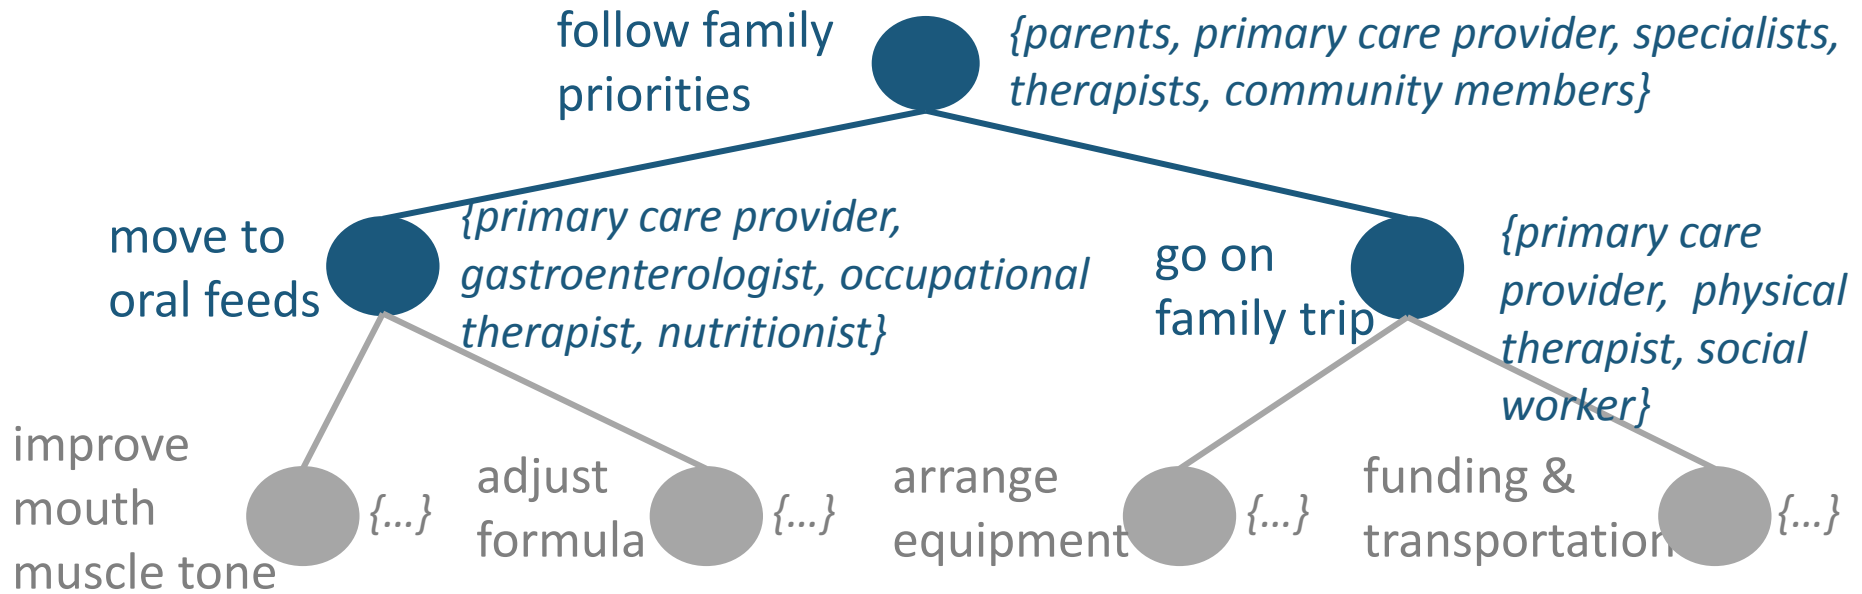 follow family
priorities
{parents, primary care provider, specialists,
therapists, community members}
move to
oral feeds
{primary care provider,
gastroenterologist, occupational
therapist, nutritionist}
go on
family trip
{primary care
provider, physical
therapist, social
worker}
improve
mouth
muscle tone
{...}
adjust
formula
{...}
arrange
equipment
{...}
funding &
transportation
{...}